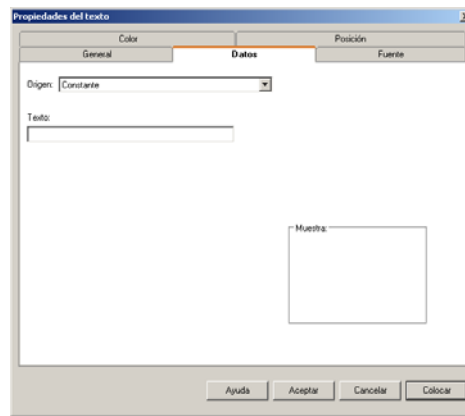 Propiedades del texto
Color Posición
General Datos Fuente
Origen: Constante
Texto:
Muestra:
Ayuda Aceptar Cancelar Colocar